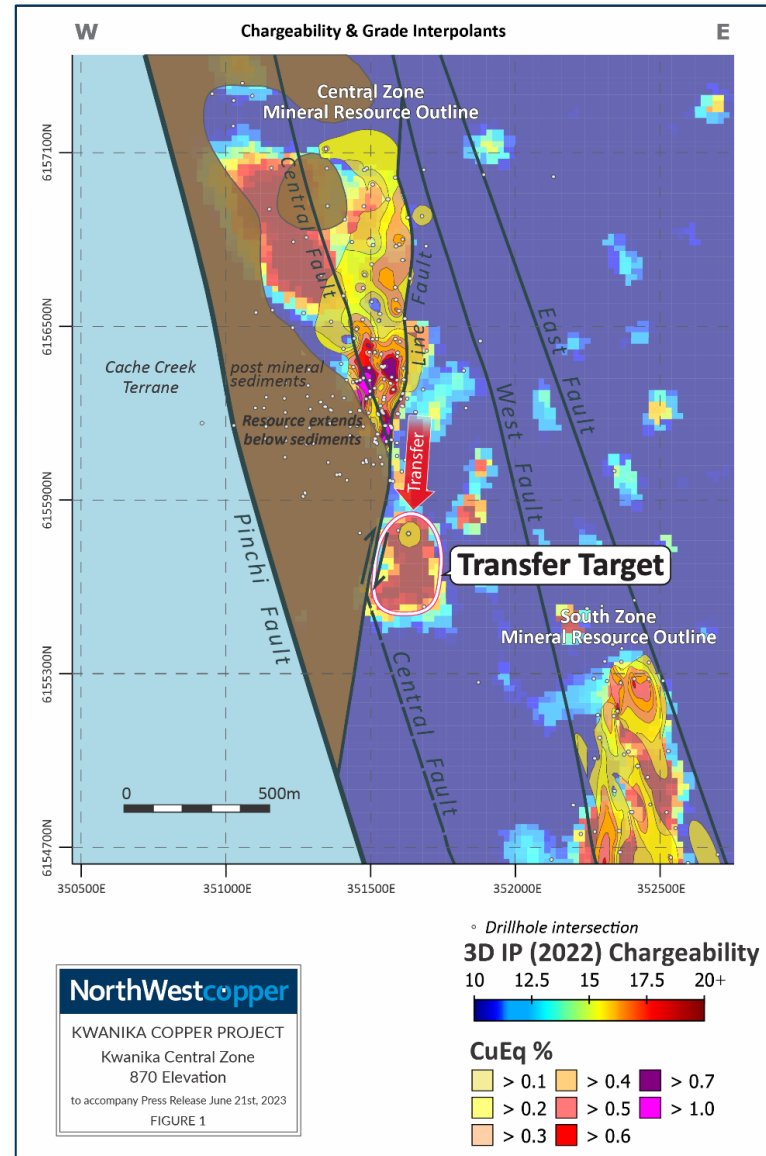 W
Chargeability & Grade Interpolants
E
Central Zone
Mineral Resource Outline
6157100N
Central Fault
6156500N
Line Fault
East Fault
Cache Creek
Terrane
post mineral
sediments
West Fault
Resource extends
below sediments
Transfer
6155900N
Pinchi Fault
Transfer Target
South Zone
Mineral Resource Outline
6155300N
Central Fault
0
500m
6154700N
350500E
351000E
351500E
352000E
352500E
Drillhole intersection
3D IP (2022) Chargeability
10 12.5 15 17.5 20+
CuEq %
> 0.1 > 0.4 > 0.7
> 0.2 > 0.5 > 1.0
> 0.3 > 0.6
NorthWestcopper
KWANIKA COPPER PROJECT
Kwanika Central Zone
870 Elevation
to accompany Press Release June 21st, 2023
FIGURE 1